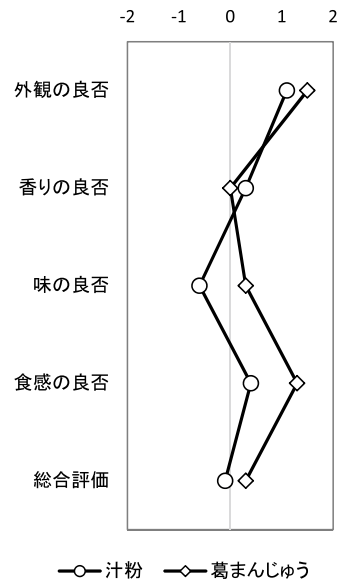 -2 -1 0 1 2
外観の良否
香りの良否
味の良否
食感の良否
総合評価
汁粉 葛まんじゅう